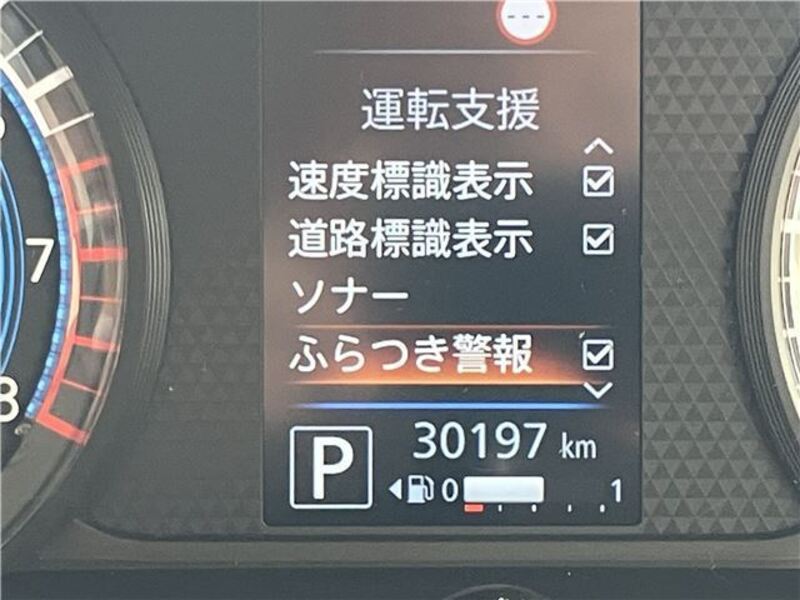 ---
運転支援
速度標識表示
道路標識表示
ソナー
ふらつき警報
7
8
P
30197 km
0 1